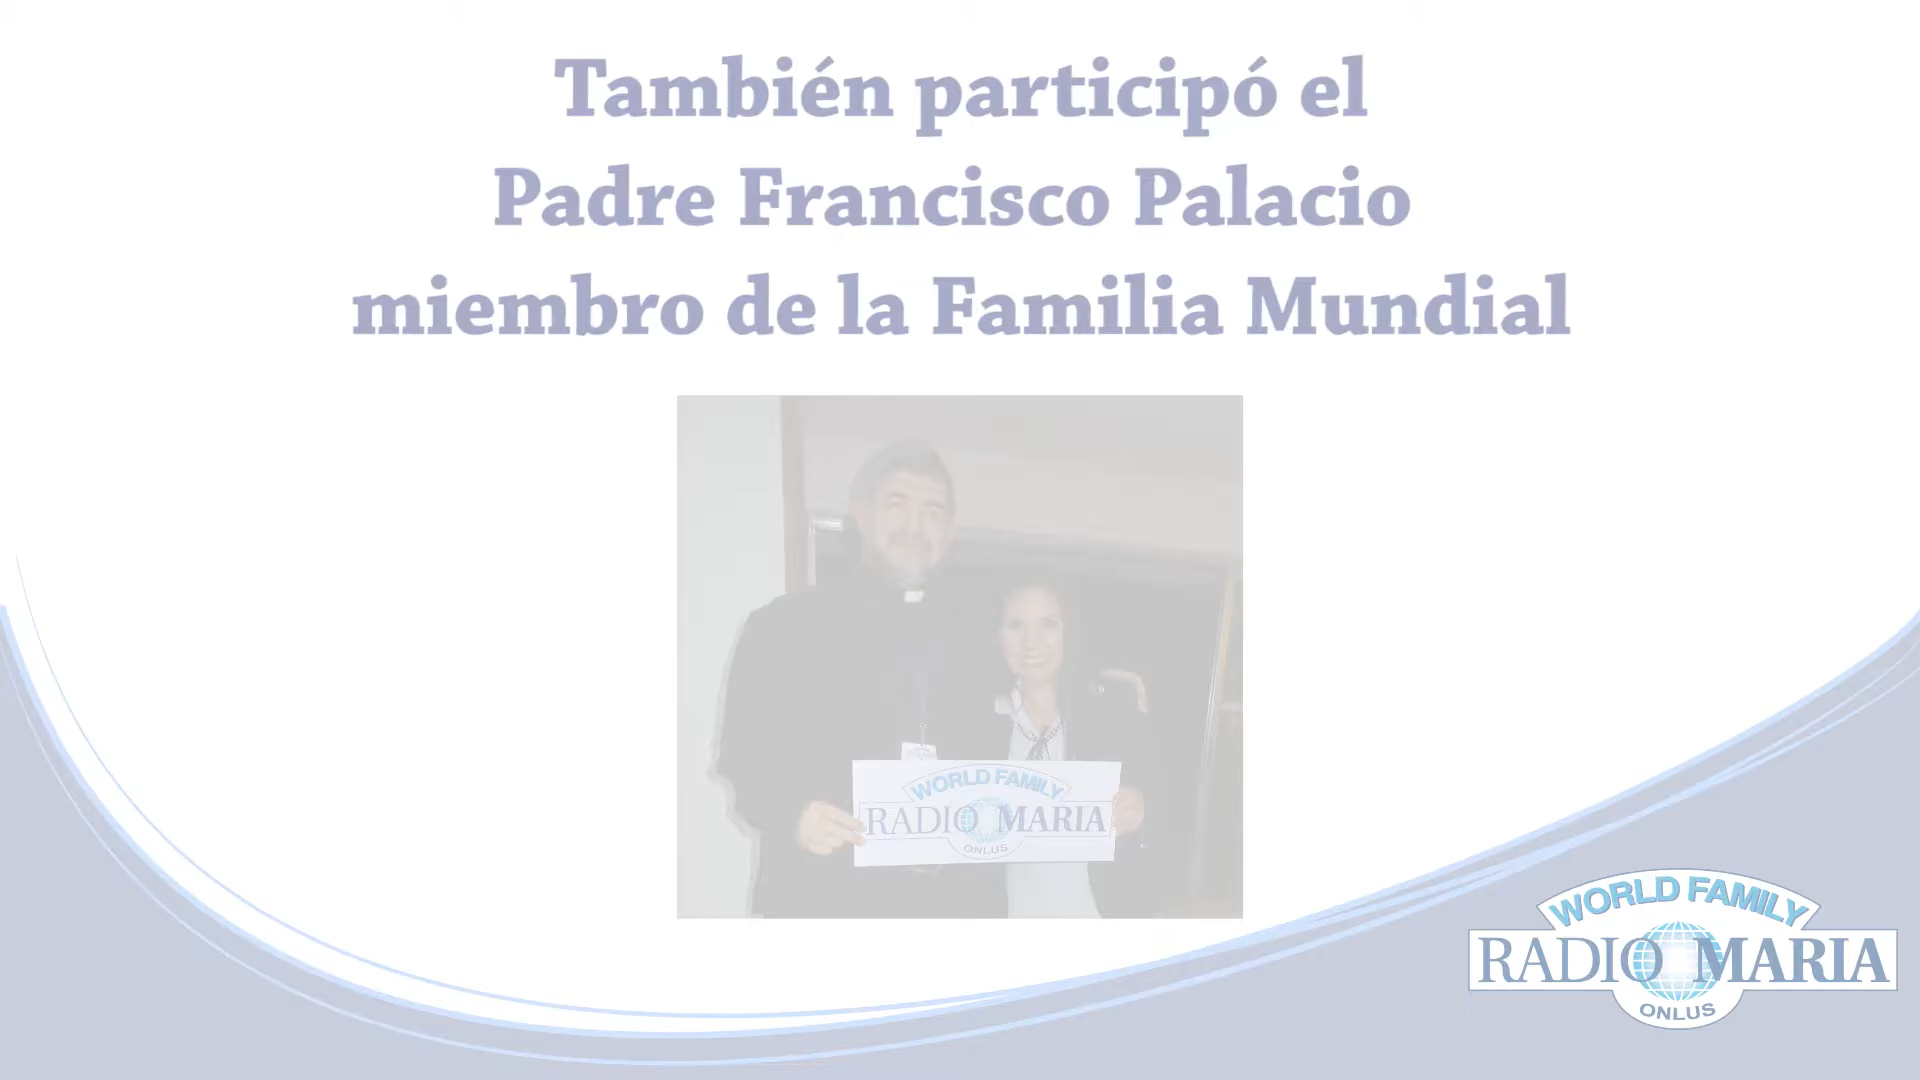 También participó el
Padre Francisco Palacio
miembro de la Familia Mundial
WORLD FAMILY
RADIO MARIA
ONLUS
WORLD FAMILY
RADIO MARIA
ONLUS